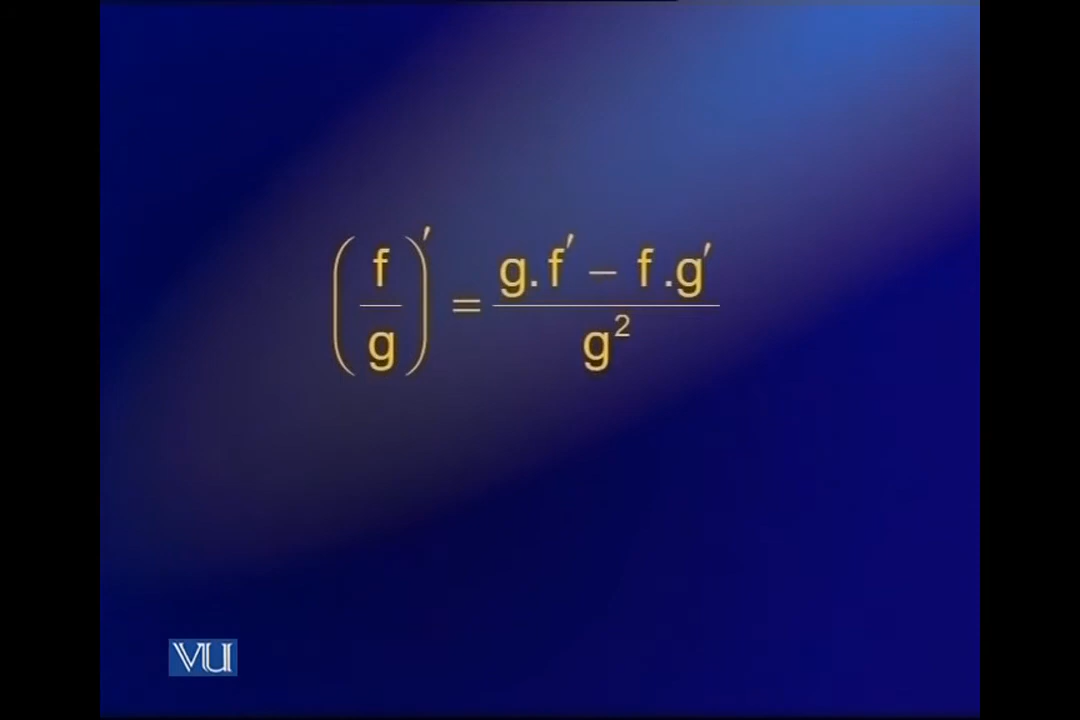 (f/g)′ = (g.f′ – f.g′)/g²
VU